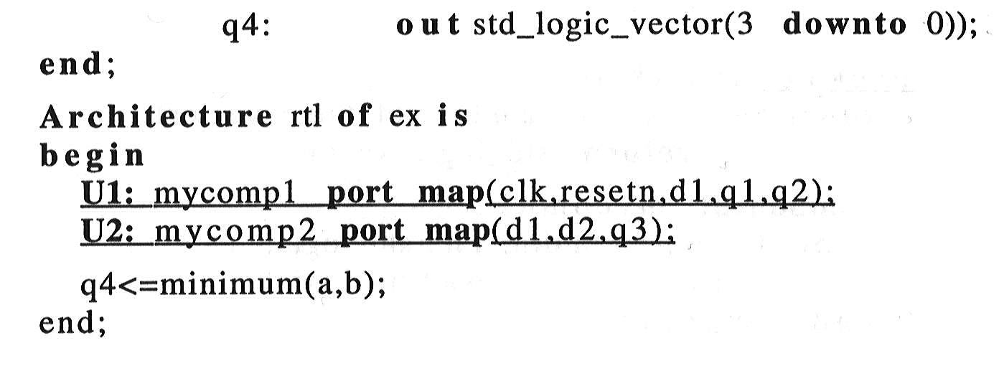 q4: out std_logic_vector(3 downto 0));
end;
Architecture rtl of ex is
begin
U1: mycomp1 port map(clk,resetn,d1,q1,q2);
U2: mycomp2 port map(d1,d2,q3);
q4<=minimum(a,b);
end;